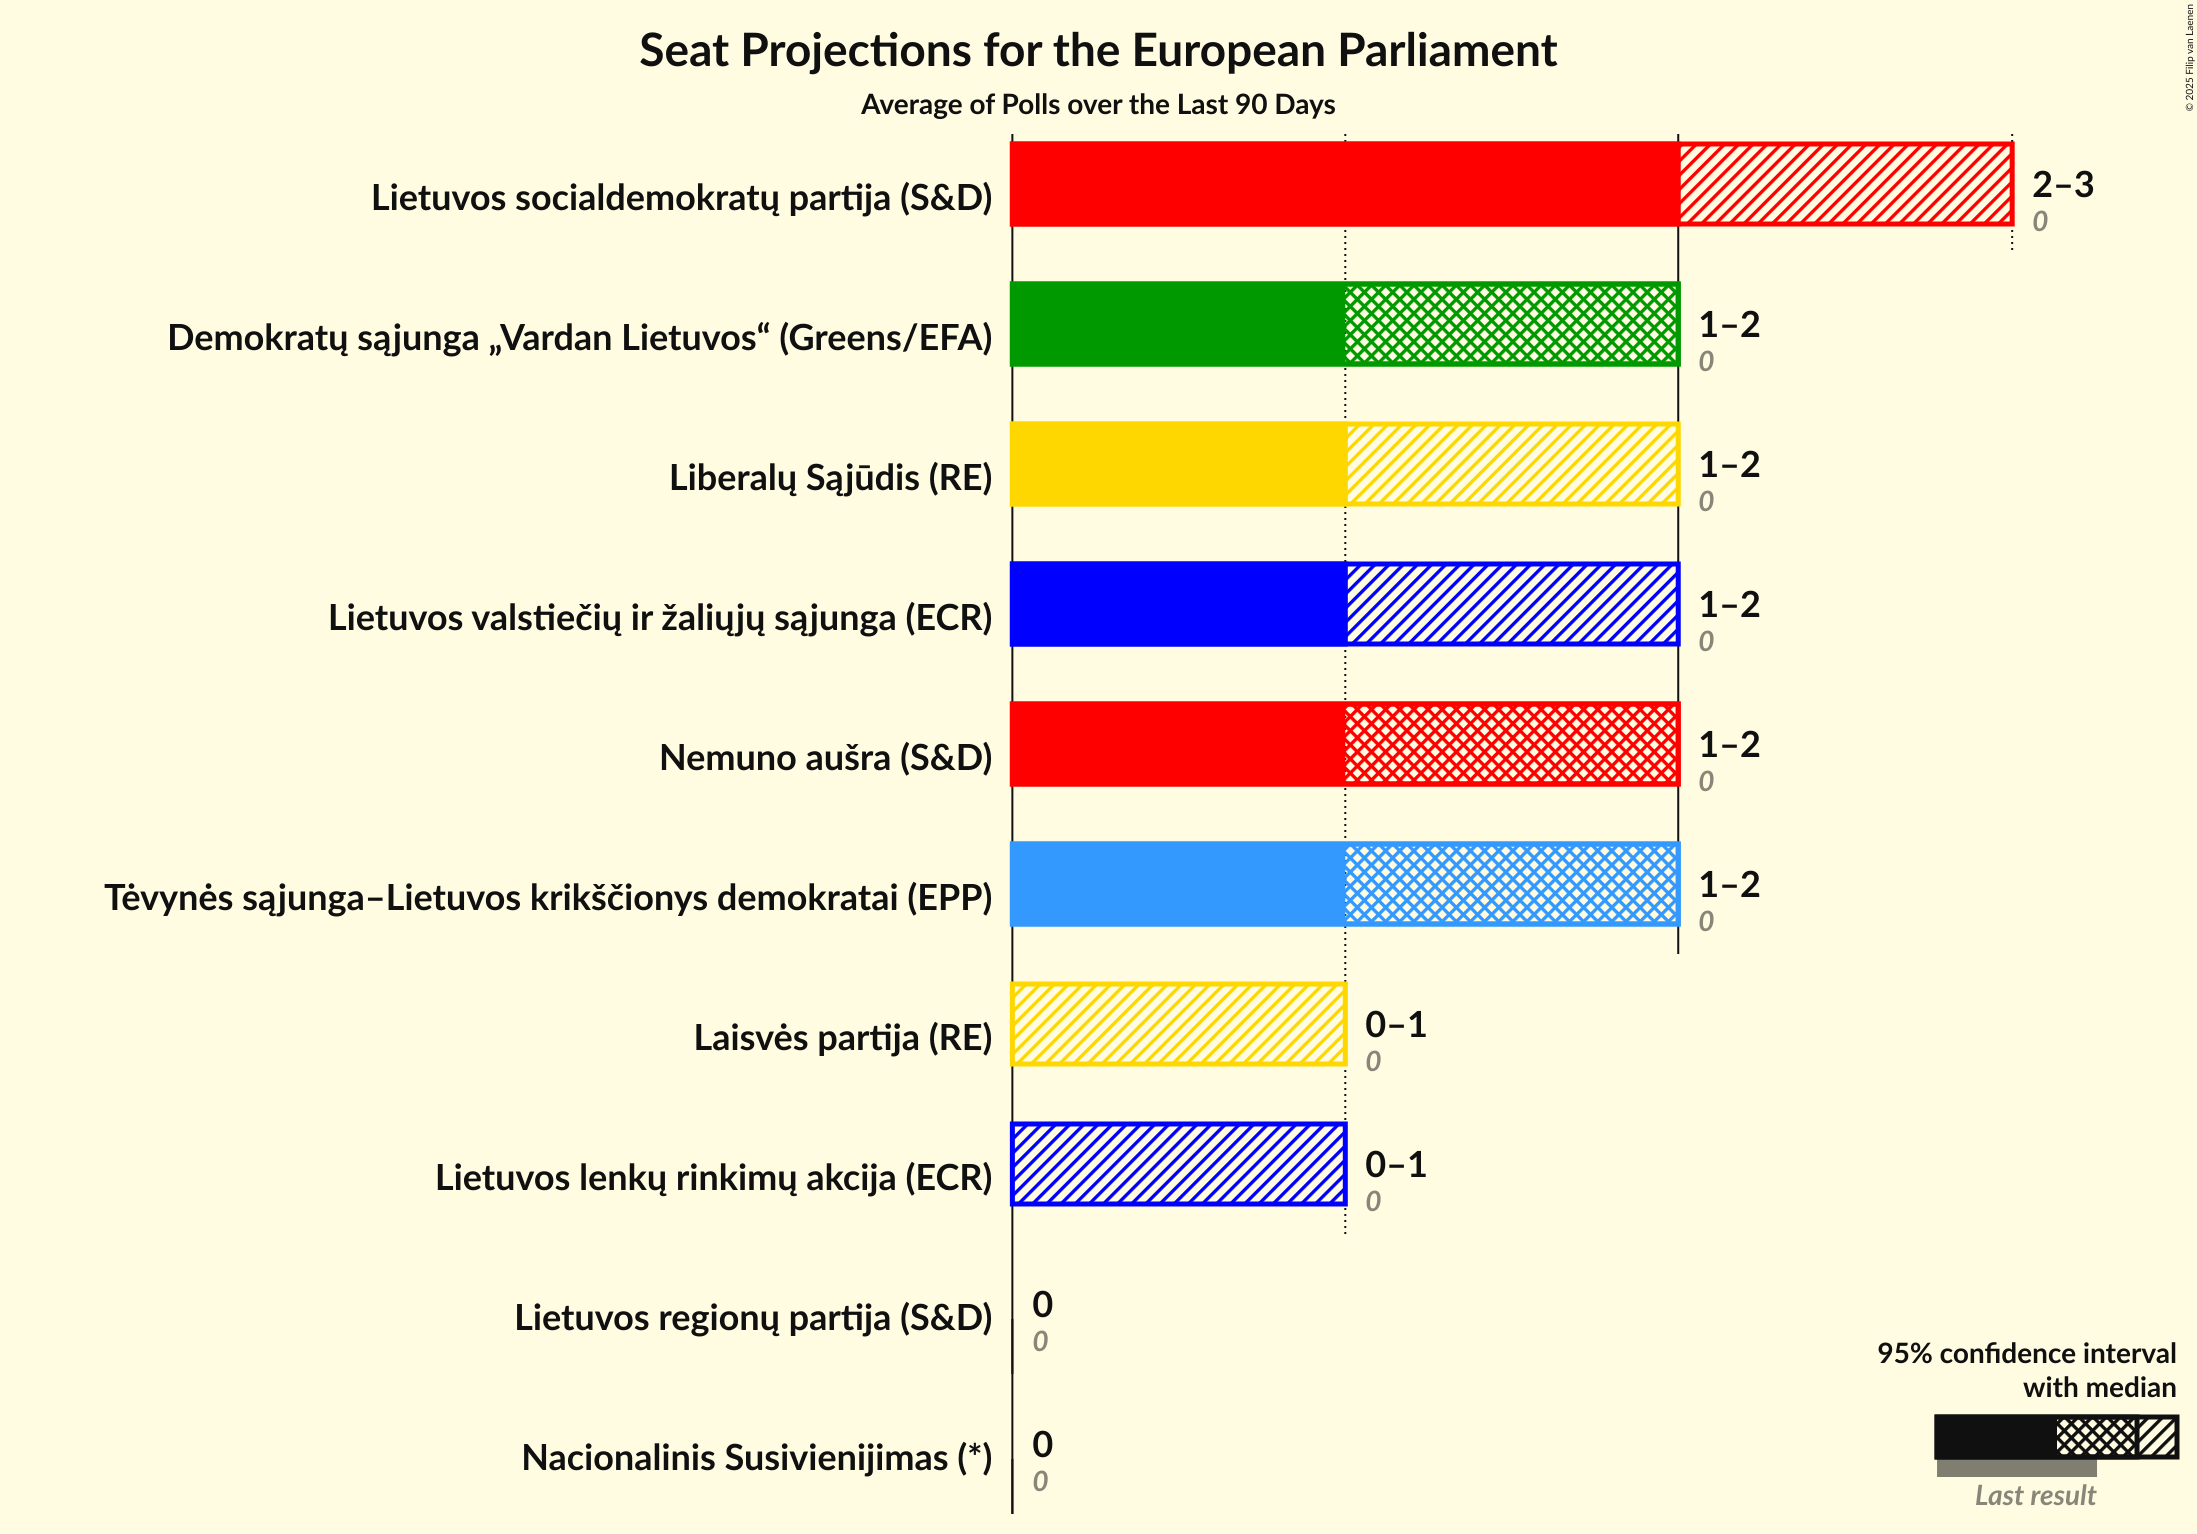 © 2025 Filip van Laenen
Seat Projections for the European Parliament
Average of Polls over the Last 90 Days
Lietuvos socialdemokratų partija (S&D)
2–3
0
Demokratų sąjunga „Vardan Lietuvos“ (Greens/EFA)
1–2
0
Liberalų Sąjūdis (RE)
1–2
0
Lietuvos valstiečių ir žaliųjų sąjunga (ECR)
1–2
0
Nemuno aušra (S&D)
1–2
0
Tėvynės sąjunga–Lietuvos krikščionys demokratai (EPP)
1–2
0
Laisvės partija (RE)
0–1
0
Lietuvos lenkų rinkimų akcija (ECR)
0–1
0
Lietuvos regionų partija (S&D)
0
0
Nacionalinis Susivienijimas (*)
0
0
95% confidence interval
with median
Last result